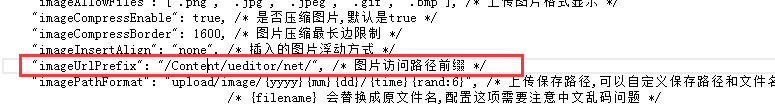 "imageAllowFiles": [".png", ".jpg", ".jpeg", ".gif", ".bmp"], /* 上传图片格式显示 */
"imageCompressEnable": true, /* 是否压缩图片,默认是true */
"imageCompressBorder": 1600, /* 图片压缩最长边限制 */
"imageInsertAlign": "none", /* 插入的图片浮动方式 */
"imageUrlPrefix": "/Content/ueditor/net/", /* 图片访问路径前缀 */
"imagePathFormat": "upload/image/{yyyy}{mm}{dd}/{time}{rand:6}", /* 上传保存路径,可以自定义保存路径和文件名
/* {filename} 会替换成原文件名,配置这项需要注意中文乱码问题 */